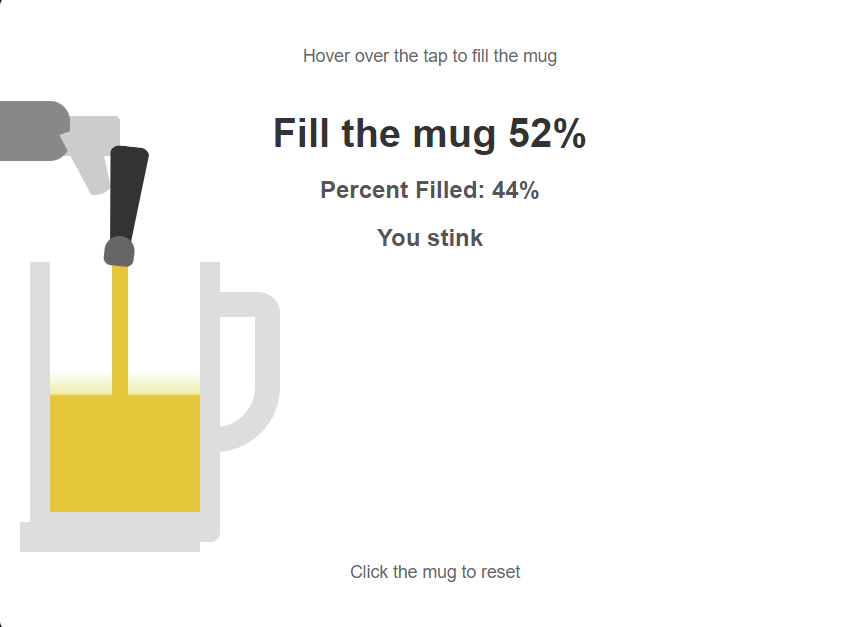 Hover over the tap to fill the mug
Fill the mug 52%
Percent Filled: 44%
You stink
Click the mug to reset